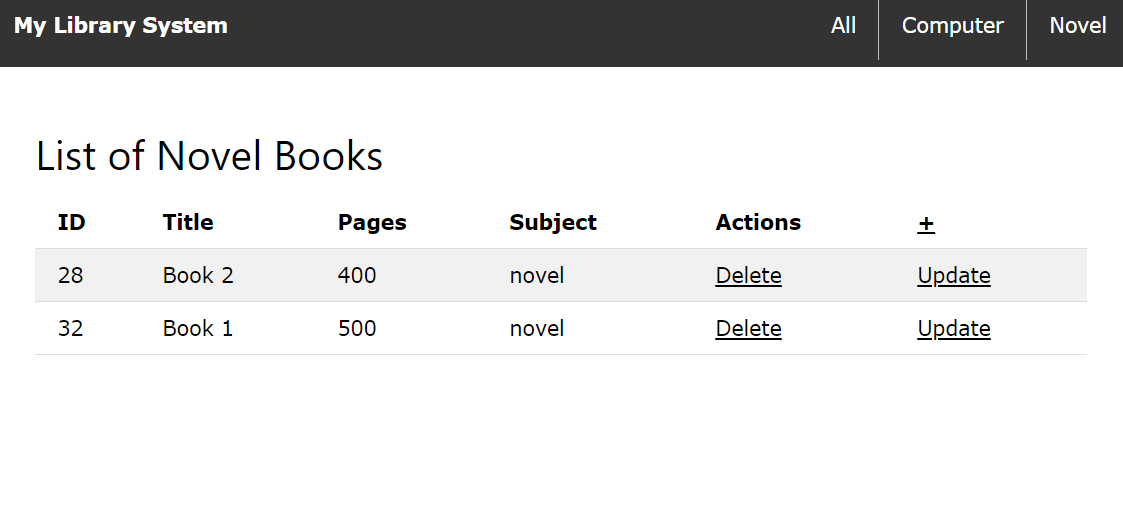 My Library System All Computer Novel
List of Novel Books
ID Title Pages Subject Actions +
28 Book 2 400 novel Delete Update
32 Book 1 500 novel Delete Update